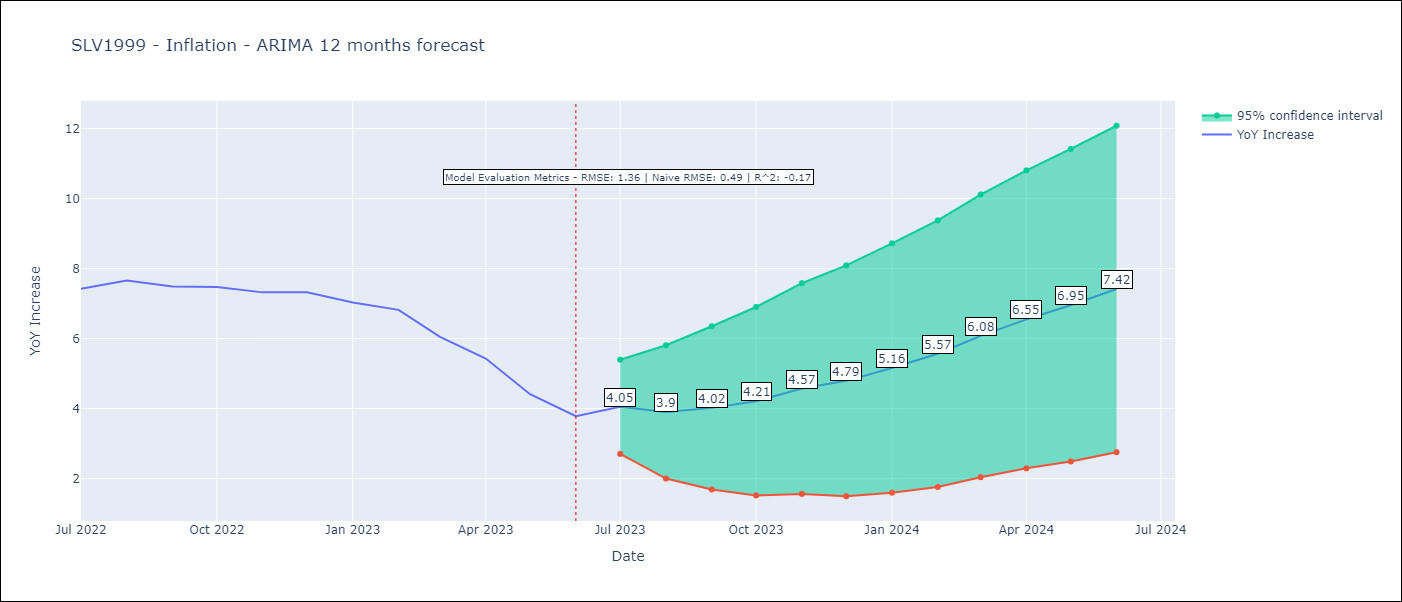 SLV1999 - Inflation - ARIMA 12 months forecast
95% confidence interval
YoY Increase
Model Evaluation Metrics - RMSE: 1.36 | Naive RMSE: 0.49 | R^2: -0.17
YoY Increase
12
10
8
6
4
2
4.05
3.9
4.02
4.21
4.57
4.79
5.16
5.57
6.08
6.55
6.95
7.42
Jul 2022
Oct 2022
Jan 2023
Apr 2023
Jul 2023
Oct 2023
Jan 2024
Apr 2024
Jul 2024
Date